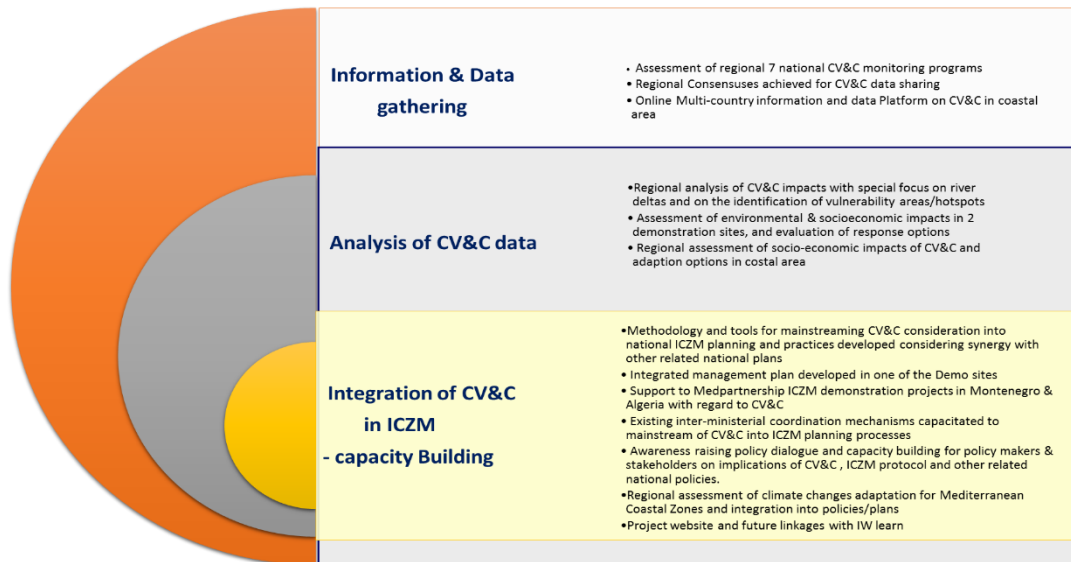 Information & Data
gathering
• Assessment of regional 7 national CV&C monitoring programs
• Regional Consensuses achieved for CV&C data sharing
• Online Multi-country information and data Platform on CV&C in coastal
area
Analysis of CV&C data
•Regional analysis of CV&C impacts with special focus on river
deltas and on the identification of vulnerability areas/hotspots
•Assessment of environmental & socioeconomic impacts in 2
demonstration sites, and evaluation of response options
•Regional assessment of socio-economic impacts of CV&C and
adaption options in costal area
Integration of CV&C
in ICZM
- capacity Building
•Methodology and tools for mainstreaming CV&C consideration into
national ICZM planning and practices developed considering synergy with
other related national plans
•Integrated management plan developed in one of the Demo sites
•Support to Medpartnership ICZM demonstration projects in Montenegro &
Algeria with regard to CV&C
•Existing inter-ministerial coordination mechanisms capacitated to
mainstream of CV&C into ICZM planning processes
•Awareness raising policy dialogue and capacity building for policy makers &
stakeholders on implications of CV&C , ICZM protocol and other related
national policies.
•Regional assessment of climate changes adaptation for Mediterranean
Coastal Zones and integration into policies/plans
•Project website and future linkages with IW learn